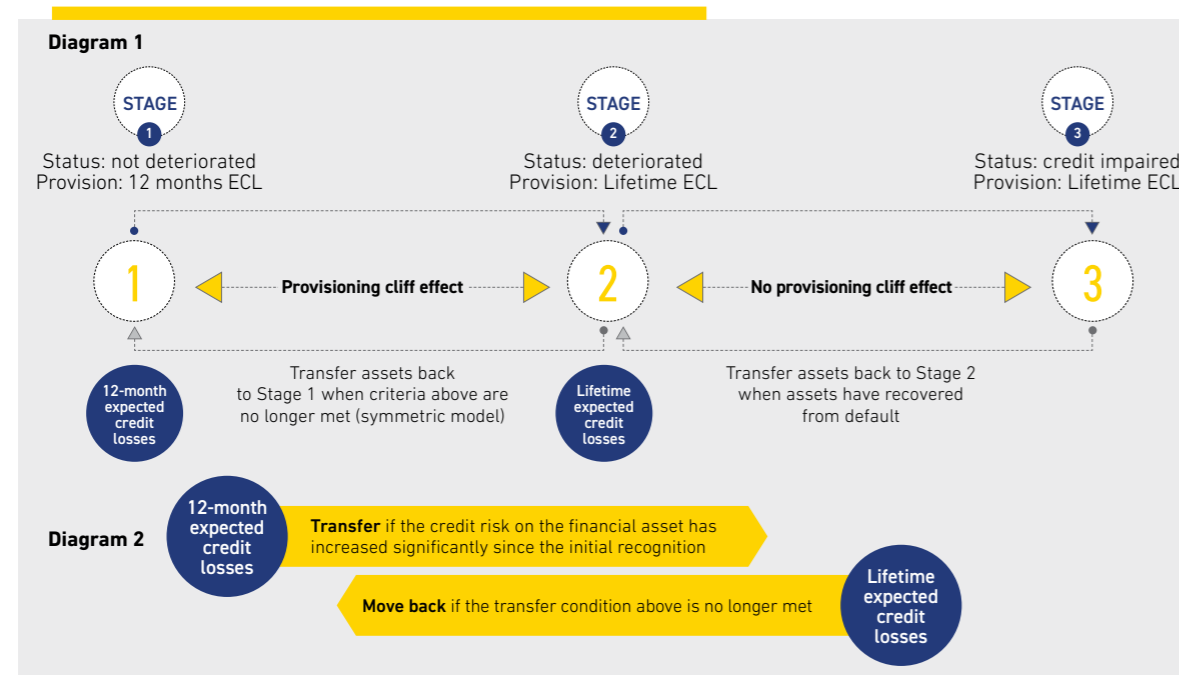 Diagram 1
STAGE
1
Status: not deteriorated
Provision: 12 months ECL
STAGE
2
Status: deteriorated
Provision: Lifetime ECL
STAGE
3
Status: credit impaired
Provision: Lifetime ECL
1
Provisioning cliff effect
2
No provisioning cliff effect
3
12-month
expected
credit
losses
Transfer assets back
to Stage 1 when criteria above are
no longer met (symmetric model)
Lifetime
expected
credit
losses
Transfer assets back to Stage 2
when assets have recovered
from default
Diagram 2
12-month
expected
credit
losses
Transfer if the credit risk on the financial asset has
increased significantly since the initial recognition
Move back if the transfer condition above is no longer met
Lifetime
expected
credit
losses